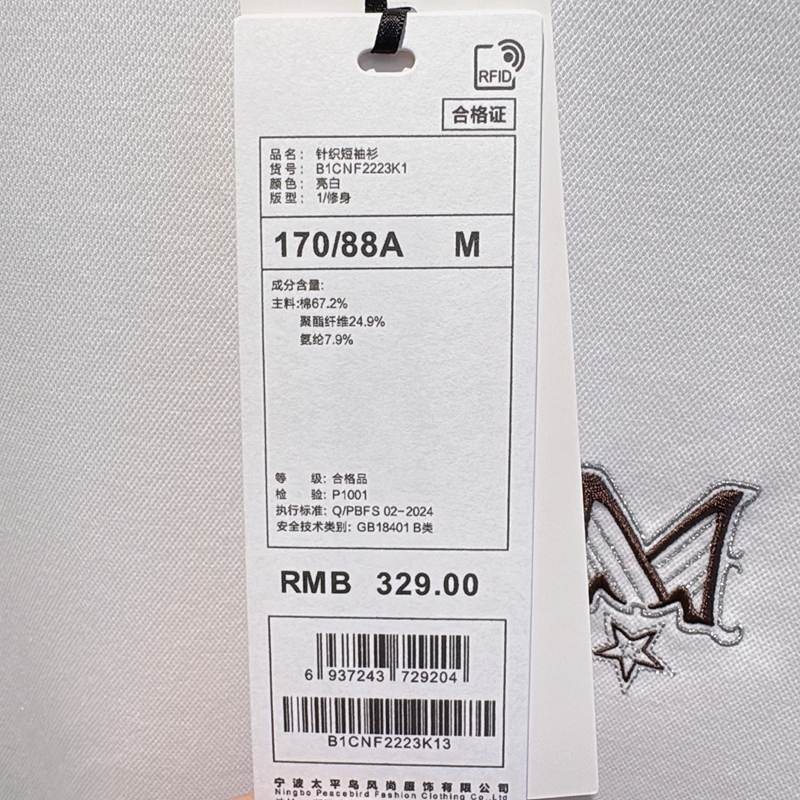 RFID
合格证
品名：针织短袖衫
货号：B1CNF2223K1
颜色：亮白
版型：1/修身
170/88A M
成分含量:
主料:棉67.2%
聚酯纤维24.9%
氨纶7.9%
等 级: 合格品
检 验: P1001
执行标准: Q/PBFS 02-2024
安全技术类别: GB18401 B类
RMB 329.00
6 937243 729204
B1CNF2223K13
宁波太平鸟风尚服饰有限公司
Ningbo Peacebird Fashion Clothing Co.,Ltd.
M